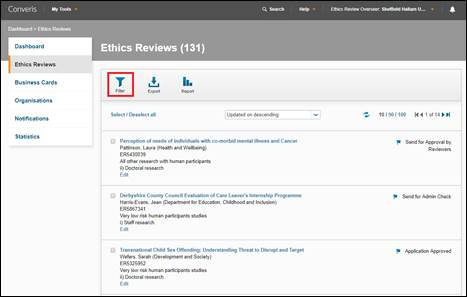 Converis My Tools Search Help Ethics Review Overseer: Sheffield Hallam U...
Dashboard > Ethics Reviews
Dashboard
Ethics Reviews
Business Cards
Organisations
Notifications
Statistics
Ethics Reviews (131)
Filter Export Report
Select / Deselect all Updated on descending 10 / 50 / 100 1 of 14
Perception of needs of individuals with co-morbid mental illness and Cancer
Pattinson, Laura (Health and Wellbeing)
ER5430039
All other research with human participants
ii) Doctoral research
Edit
Send for Approval by
Reviewers
Derbyshire County Council Evaluation of Care Leaver's Internship Programme
Harris-Evans, Jean (Department for Education, Childhood and Inclusion)
ER5867341
Very low risk human participants studies
i) Staff research
Edit
Send for Admin Check
Transnational Child Sex Offending: Understanding Threat to Disrupt and Target
Wefers, Sarah (Development and Society)
ER5325952
Very low risk human participants studies
ii) Doctoral research
Edit
Application Approved